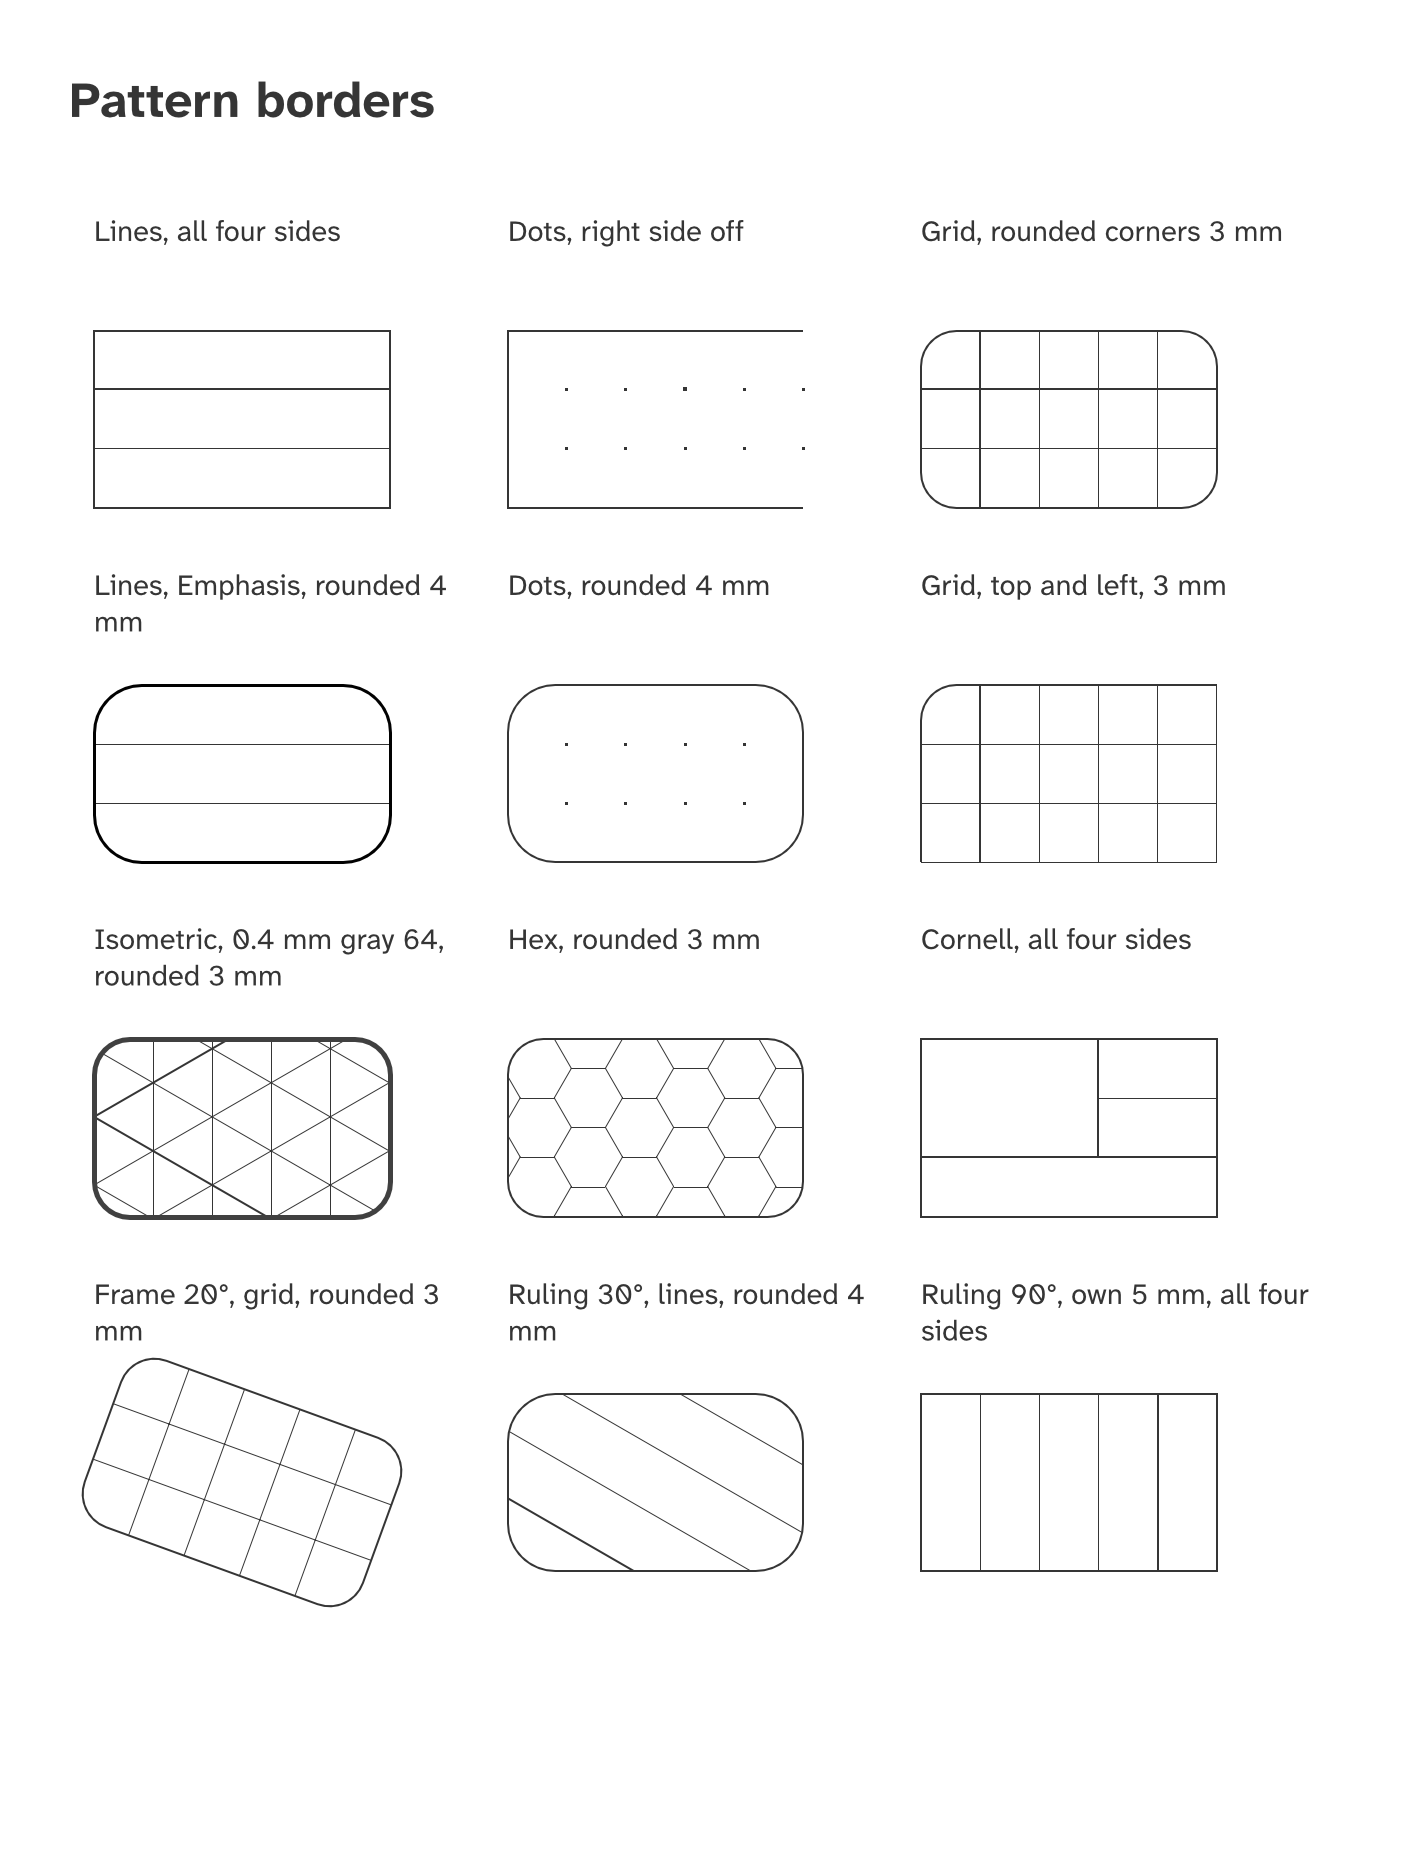 Pattern borders
Lines, all four sides
Dots, right side off
Grid, rounded corners 3 mm
Lines, Emphasis, rounded 4
mm
Dots, rounded 4 mm
Grid, top and left, 3 mm
Isometric, 0.4 mm gray 64,
rounded 3 mm
Hex, rounded 3 mm
Cornell, all four sides
Frame 20°, grid, rounded 3
mm
Ruling 30°, lines, rounded 4
mm
Ruling 90°, own 5 mm, all four
sides